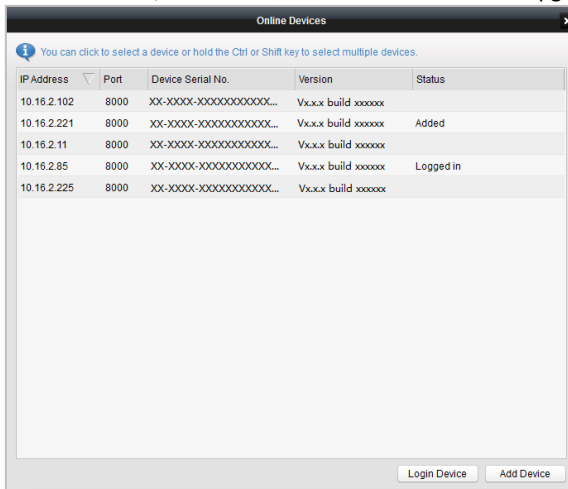 Online Devices
You can click to select a device or hold the Ctrl or Shift key to select multiple devices.
IP Address Port Device Serial No. Version Status
10.16.2.102 8000 XX-XXXX-XXXXXXXXXXX... Vx.x.x build xxxxxx
10.16.2.221 8000 XX-XXXX-XXXXXXXXXXX... Vx.x.x build xxxxxx Added
10.16.2.11 8000 XX-XXXX-XXXXXXXXXXX... Vx.x.x build xxxxxx
10.16.2.85 8000 XX-XXXX-XXXXXXXXXXX... Vx.x.x build xxxxxx Logged in
10.16.2.225 8000 XX-XXXX-XXXXXXXXXXX... Vx.x.x build xxxxxx
Login Device Add Device